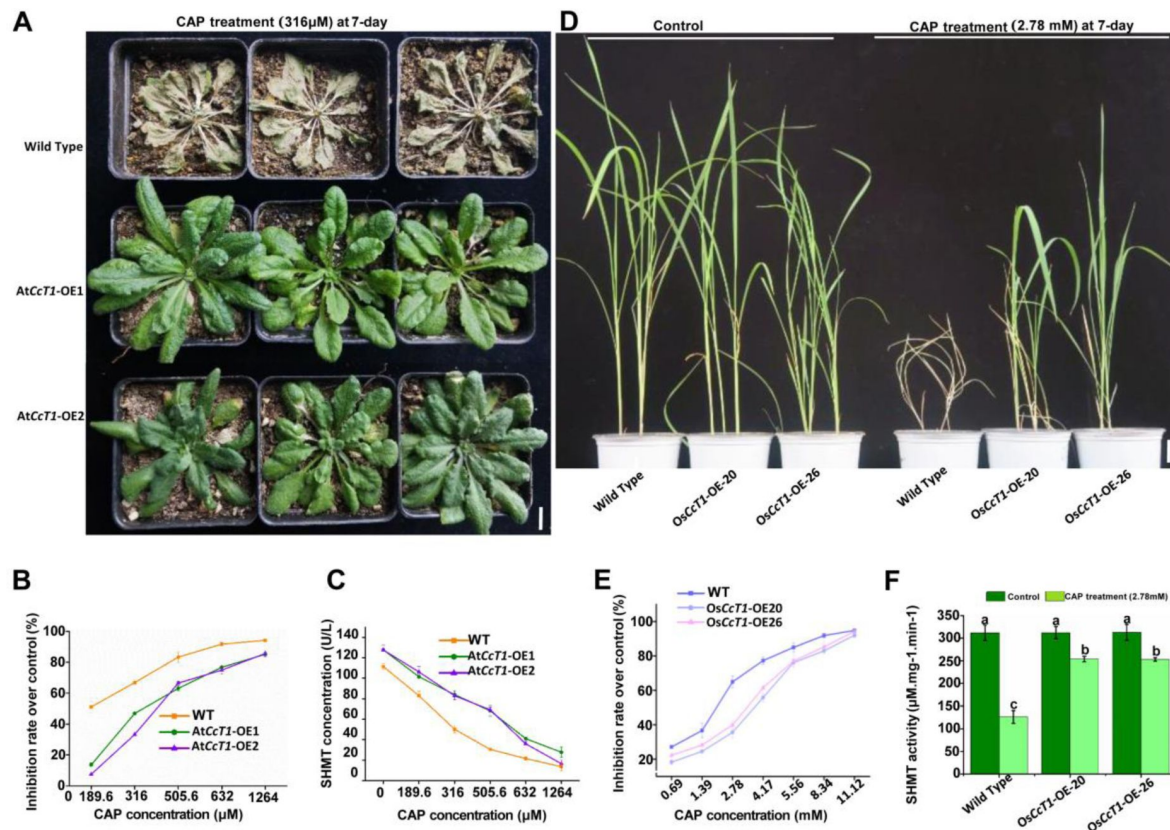 A
CAP treatment (316µM) at 7-day
Wild Type
AtCcT1-OE1
AtCcT1-OE2
D
Control
CAP treatment (2.78 mM) at 7-day
Wild Type
OsCcT1-OE-20
OsCcT1-OE-26
Wild Type
OsCcT1-OE-20
OsCcT1-OE-26
B
Inhibition rate over control (%)
100
80
60
40
20
0
WT
AtCcT1-OE1
AtCcT1-OE2
0
189.6
316
505.6
632
1264
CAP concentration (µM)
C
SHMT concentration (U/L)
140
120
100
80
60
40
20
0
WT
AtCcT1-OE1
AtCcT1-OE2
0
189.6
316
505.6
632
1264
CAP concentration (µM)
E
Inhibition rate over control (%)
100
80
60
40
20
WT
OsCcT1-OE20
OsCcT1-OE26
0.69
1.39
2.78
4.17
5.56
8.34
11.12
CAP concentration (mM)
F
Control
CAP treatment (2.78mM)
SHMT activity (µM.mg-1.min-1)
350
300
250
200
150
100
350
0
a
c
a
b
a
b
Wild Type
OsCcT1-OE-20
OsCcT1-OE-26